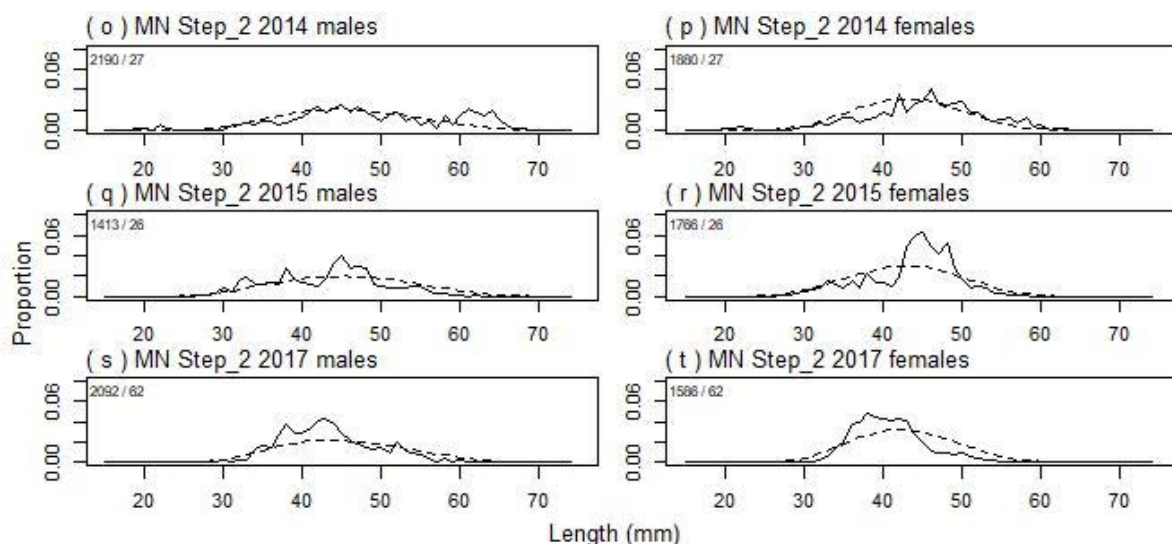 ( o ) MN Step_2 2014 males
2190 / 27
0.00 0.06
20 30 40 50 60 70
( p ) MN Step_2 2014 females
1880 / 27
0.00 0.06
20 30 40 50 60 70
( q ) MN Step_2 2015 males
1413 / 26
0.00 0.06
20 30 40 50 60 70
( r ) MN Step_2 2015 females
1766 / 26
0.00 0.06
20 30 40 50 60 70
( s ) MN Step_2 2017 males
2092 / 62
0.00 0.06
20 30 40 50 60 70
( t ) MN Step_2 2017 females
1586 / 62
0.00 0.06
20 30 40 50 60 70
Proportion
Length (mm)